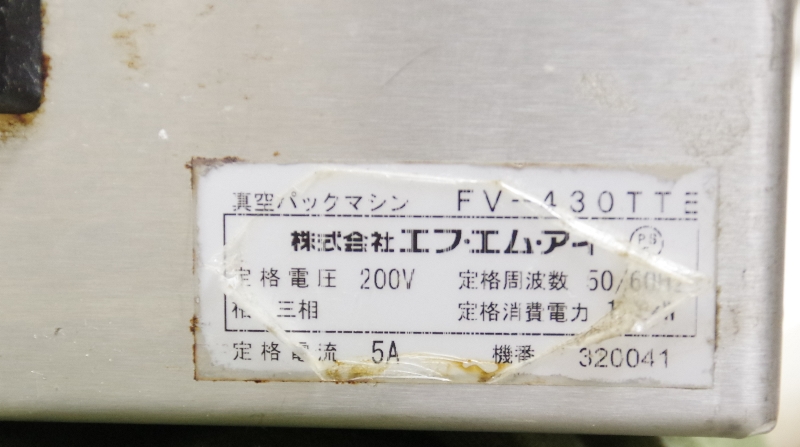 真空パックマシン FV-430TTE
株式会社エフ・エム・アイ PS
定格電圧 200V 定格周波数 50/60Hz
相 三相 定格消費電力
定格電流 5A 機番 320041